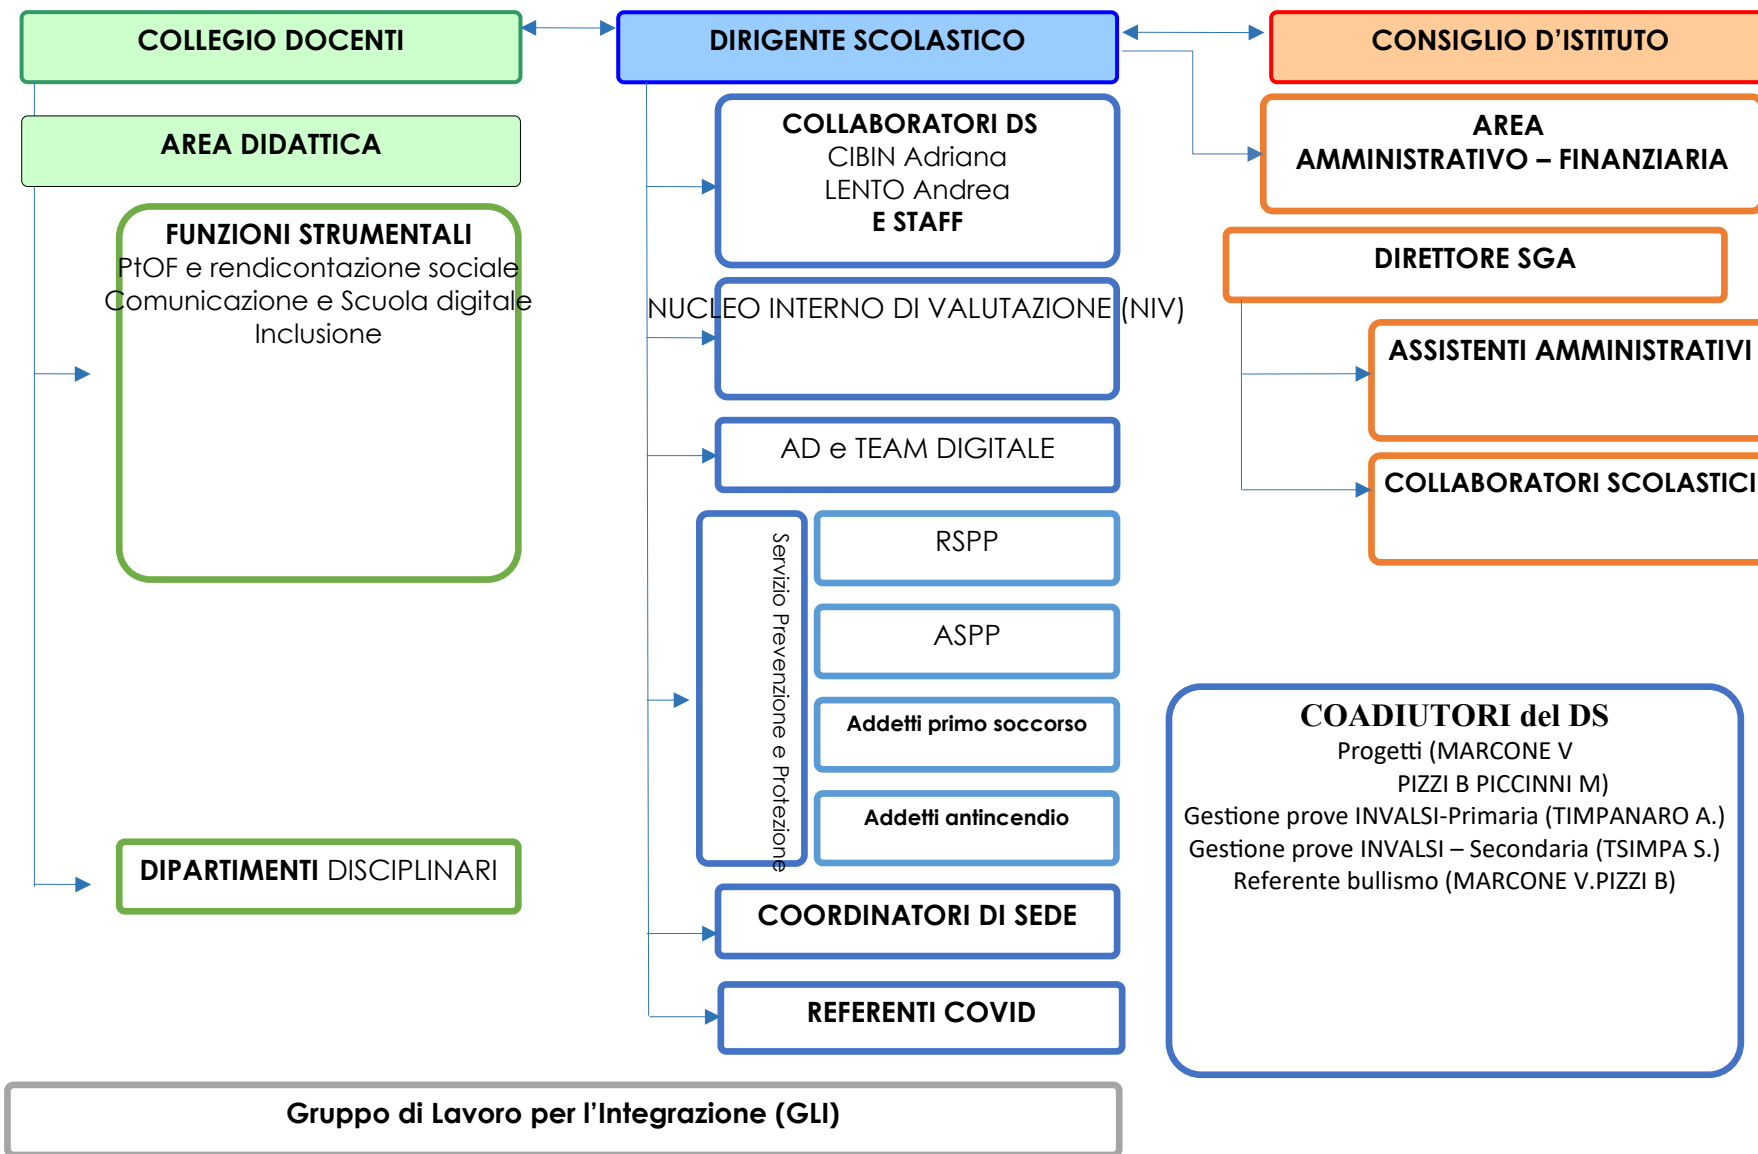 COLLEGIO DOCENTI
DIRIGENTE SCOLASTICO
CONSIGLIO D’ISTITUTO
AREA DIDATTICA
FUNZIONI STRUMENTALI
PtOF e rendicontazione sociale
Comunicazione e Scuola digitale
Inclusione
DIPARTIMENTI DISCIPLINARI
COLLABORATORI DS
CIBIN Adriana
LENTO Andrea
E STAFF
NUCLEO INTERNO DI VALUTAZIONE (NIV)
AD e TEAM DIGITALE
Servizio Prevenzione e Protezione
RSPP
ASPP
Addetti primo soccorso
Addetti antincendio
COORDINATORI DI SEDE
REFERENTI COVID
AREA
AMMINISTRATIVO – FINANZIARIA
DIRETTORE SGA
ASSISTENTI AMMINISTRATIVI
COLLABORATORI SCOLASTICI
COADIUTORI del DS
Progetti (MARCONE V
PIZZI B PICCINNI M)
Gestione prove INVALSI-Primaria (TIMPANARO A.)
Gestione prove INVALSI – Secondaria (TSIMPA S.)
Referente bullismo (MARCONE V.PIZZI B)
Gruppo di Lavoro per l’Integrazione (GLI)